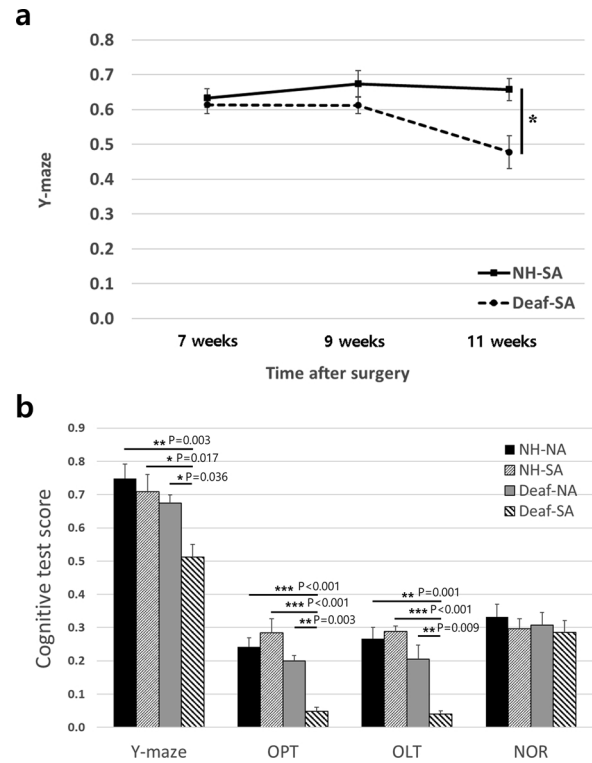 a
0.8
0.7
0.6
0.5
0.4
0.3
0.2
0.1
0.0
Y-maze
*
NH-SA
Deaf-SA
7 weeks 9 weeks 11 weeks
Time after surgery
b
0.9
0.8
0.7
0.6
0.5
0.4
0.3
0.2
0.1
0.0
Cognitive test score
NH-NA
NH-SA
Deaf-NA
Deaf-SA
** P=0.003
* P=0.017
* P=0.036
*** P<0.001
*** P<0.001
** P=0.003
** P=0.001
*** P<0.001
** P=0.009
Y-maze OPT OLT NOR